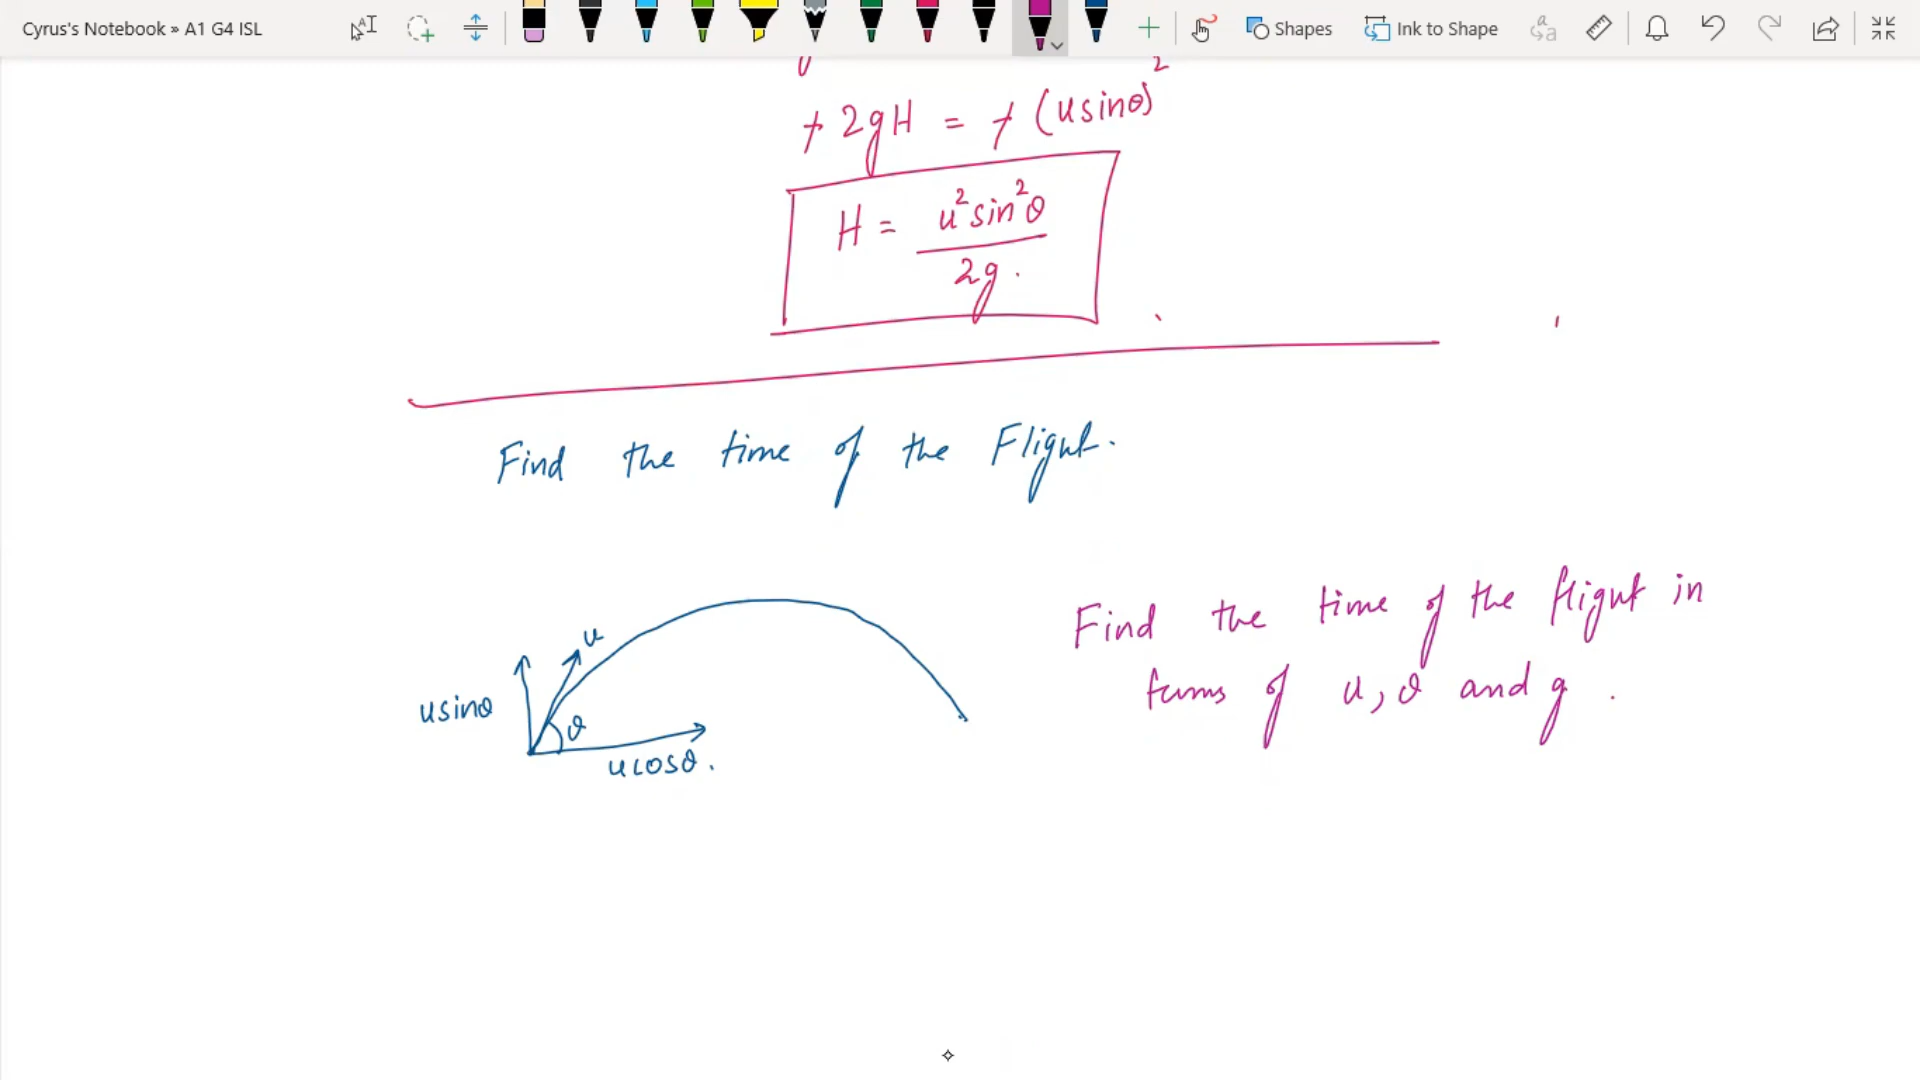 Cyrus's Notebook » A1 G4 ISL
Shapes
Ink to Shape
+ 2gH = + (usinθ)²
H = u²sin²θ / 2g.
Find the time of the Flight.
u
usinθ
θ
ucosθ.
Find the time of the flight in
terms of u, θ and g .